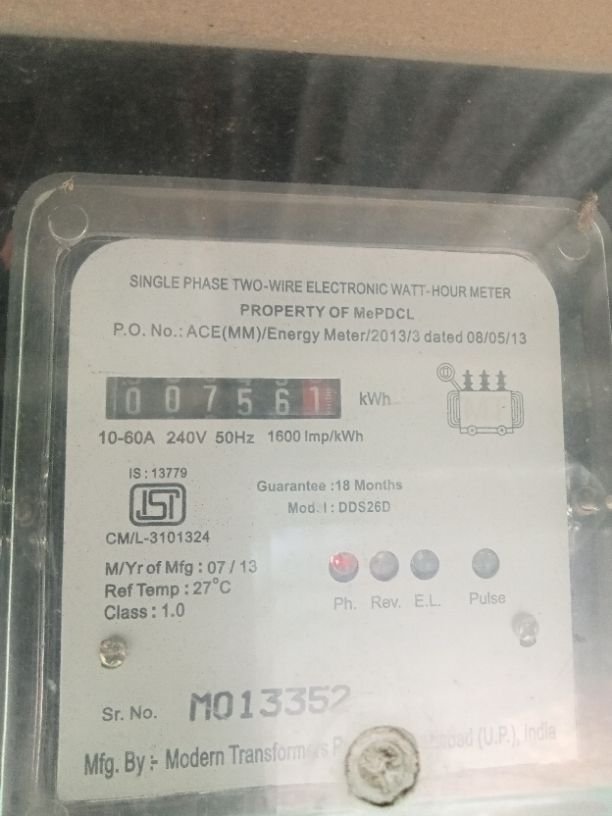 SINGLE PHASE TWO-WIRE ELECTRONIC WATT-HOUR METER
PROPERTY OF MePDCL
P.O. No.: ACE(MM)/Energy Meter/2013/3 dated 08/05/13
007561 kWh
10-60A 240V 50Hz 1600 Imp/kWh
IS : 13779
ISI
CM/L-3101324
Guarantee :18 Months
Mod. I : DDS26D
M/Yr of Mfg : 07 / 13
Ref Temp : 27°C
Class : 1.0
Ph. Rev. E.L. Pulse
Sr. No. M013352
Mfg. By :- Modern Transformers (U.P.), India